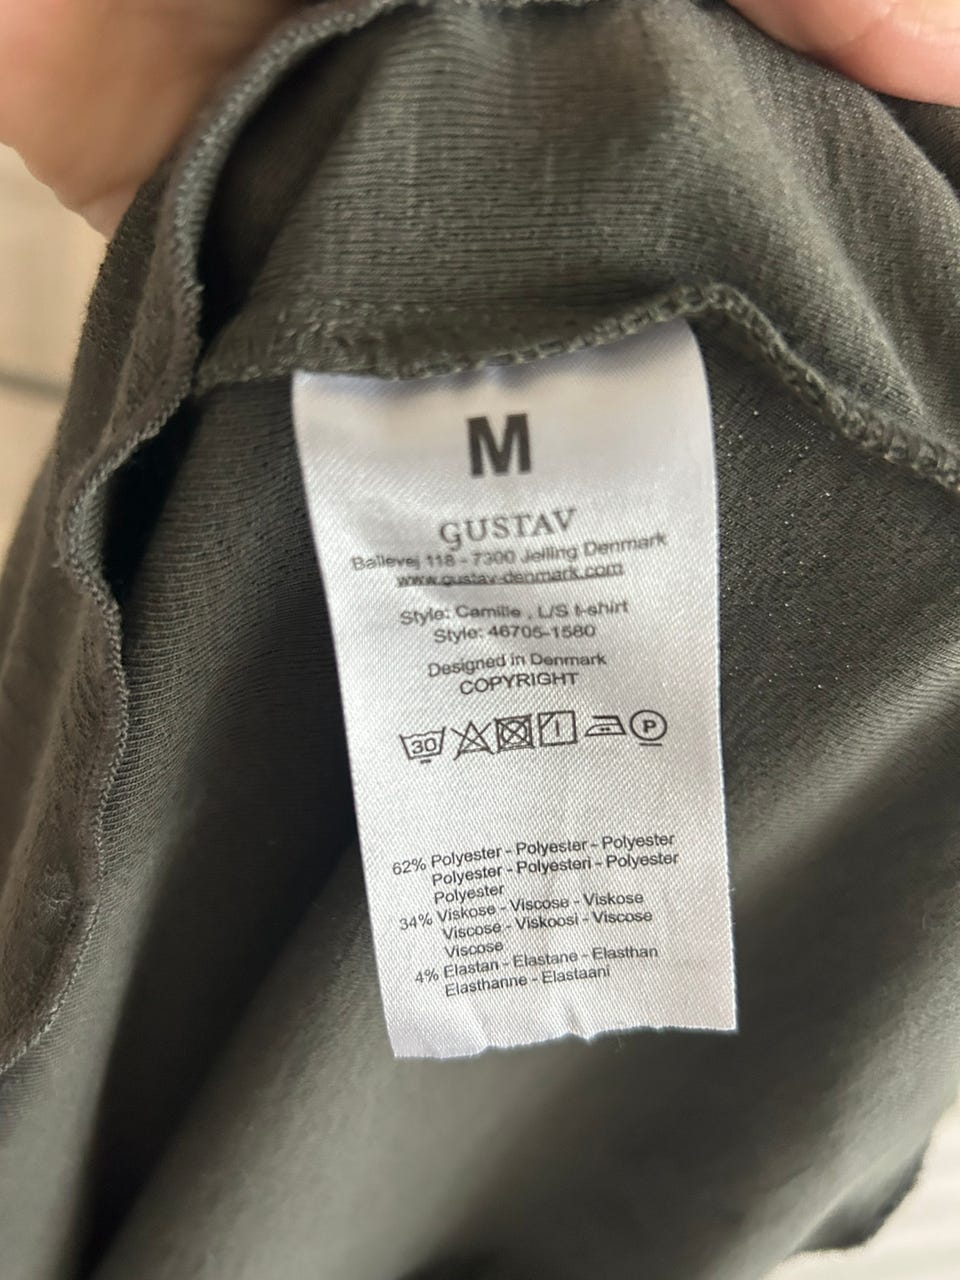 M
GUSTAV
Ballevej 118 - 7300 Jelling Denmark
www.gustav-denmark.com
Style: Camille , L/S t-shirt
Style: 46705-1580
Designed in Denmark
COPYRIGHT
30 P
62% Polyester - Polyester - Polyester
Polyester - Polyesteri - Polyester
Polyester
34% Viskose - Viscose - Viskose
Viscose - Viskoosi - Viscose
Viscose
4% Elastan - Elastane - Elasthan
Elasthanne - Elastaani